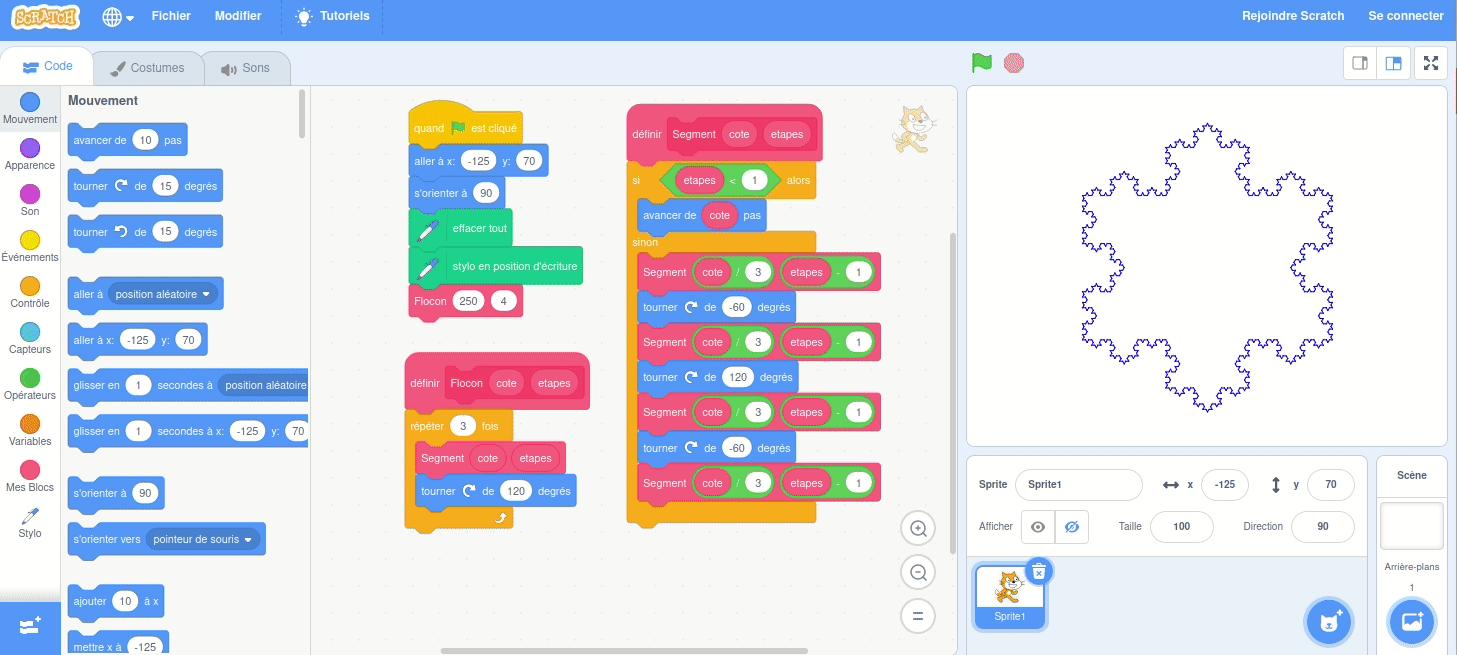 SCRATCH
Fichier
Modifier
Tutoriels
Rejoindre Scratch
Se connecter
Code
Costumes
Sons
Mouvement
Apparence
Son
Événements
Contrôle
Capteurs
Opérateurs
Variables
Mes Blocs
Stylo
Mouvement
avancer de 10 pas
tourner de 15 degrés
tourner de 15 degrés
aller à position aléatoire
aller à x: -125 y: 70
glisser en 1 secondes à position aléatoire
glisser en 1 secondes à x: -125 y: 70
s'orienter à 90
s'orienter vers pointeur de souris
ajouter 10 à x
mettre x à -125
quand est cliqué
aller à x: -125 y: 70
s'orienter à 90
effacer tout
stylo en position d'écriture
Flocon 250 4
définir Flocon cote etapes
répéter 3 fois
Segment cote etapes
tourner de 120 degrés
définir Segment cote etapes
si etapes < 1 alors
avancer de cote pas
sinon
Segment cote / 3 etapes - 1
tourner de -60 degrés
Segment cote / 3 etapes - 1
tourner de 120 degrés
Segment cote / 3 etapes - 1
tourner de -60 degrés
Segment cote / 3 etapes - 1
Sprite Sprite1 x -125 y 70
Afficher Taille 100 Direction 90
Sprite1
Scène
Arrière-plans
1